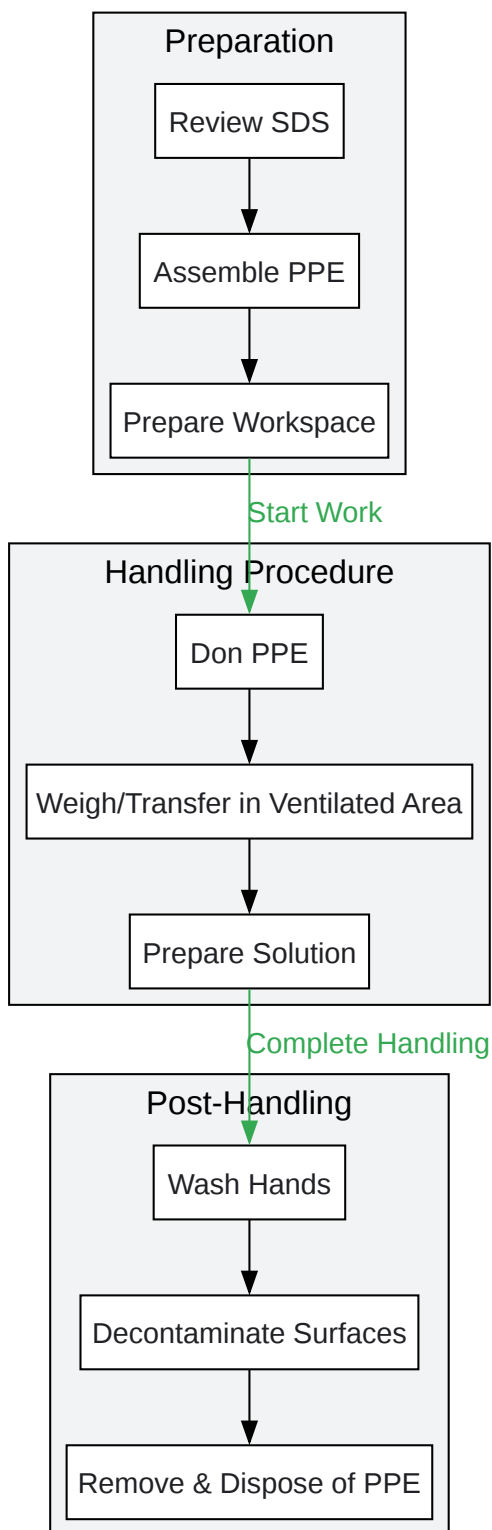 Preparation
Review SDS
Assemble PPE
Prepare Workspace
Start Work
Handling Procedure
Don PPE
Weigh/Transfer in Ventilated Area
Prepare Solution
Complete Handling
Post-Handling
Wash Hands
Decontaminate Surfaces
Remove & Dispose of PPE